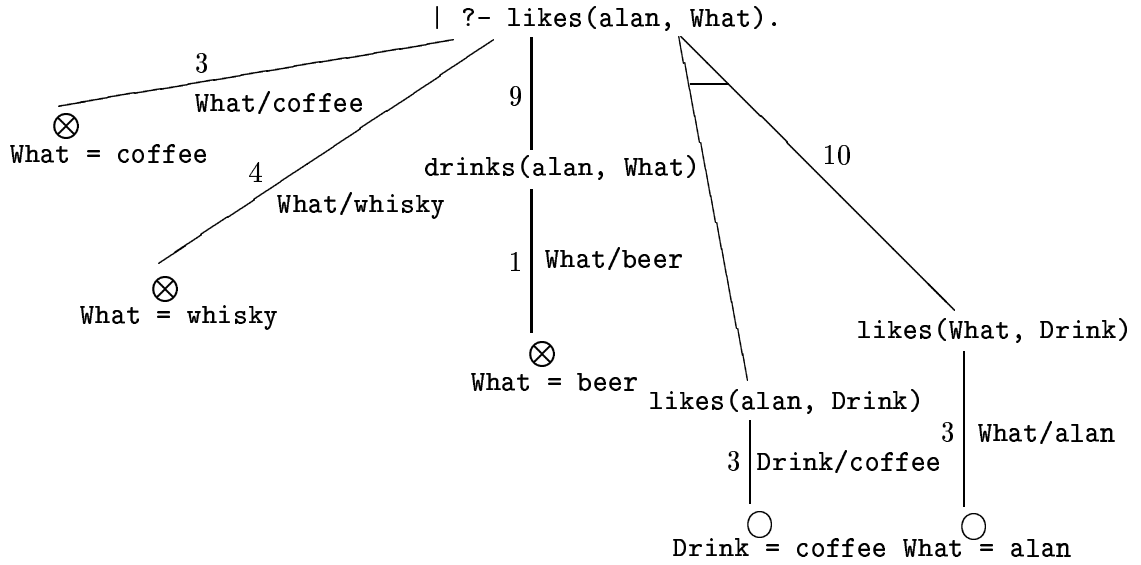 | ?- likes(alan, What).
3
What/coffee
9
What = coffee
drinks(alan, What)
10
4
What/whisky
1
What/beer
What = whisky
likes(What, Drink)
What = beer
likes(alan, Drink)
3
What/alan
3
Drink/coffee
Drink = coffee
What = alan